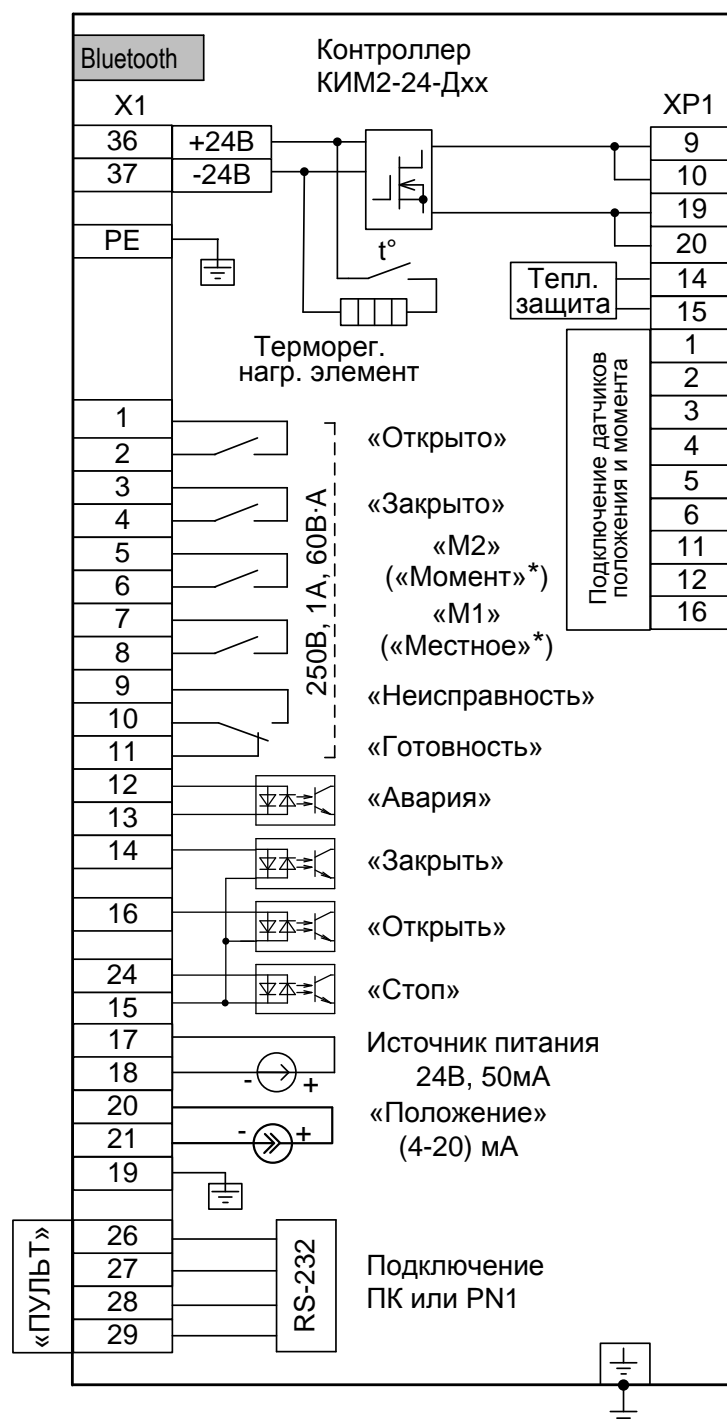 Bluetooth
Контроллер
КИМ2-24-Дхх
X1
XP1
36
+24В
37
-24В
PE
9
10
19
20
14
15
t°
Тепл.
защита
Терморег.
нагр. элемент
1
2
3
4
5
6
11
12
16
Подключение датчиков
положения и момента
1
2
«Открыто»
3
4
«Закрыто»
5
6
«М2»
(«Момент»*)
7
8
«М1»
(«Местное»*)
9
10
11
«Неисправность»
«Готовность»
250В, 1А, 60В·А
12
13
«Авария»
14
«Закрыть»
16
«Открыть»
24
15
«Стоп»
17
18
- +
Источник питания
24В, 50мА
20
21
- +
«Положение»
(4-20) мА
19
«ПУЛЬТ»
26
27
28
29
RS-232
Подключение
ПК или PN1